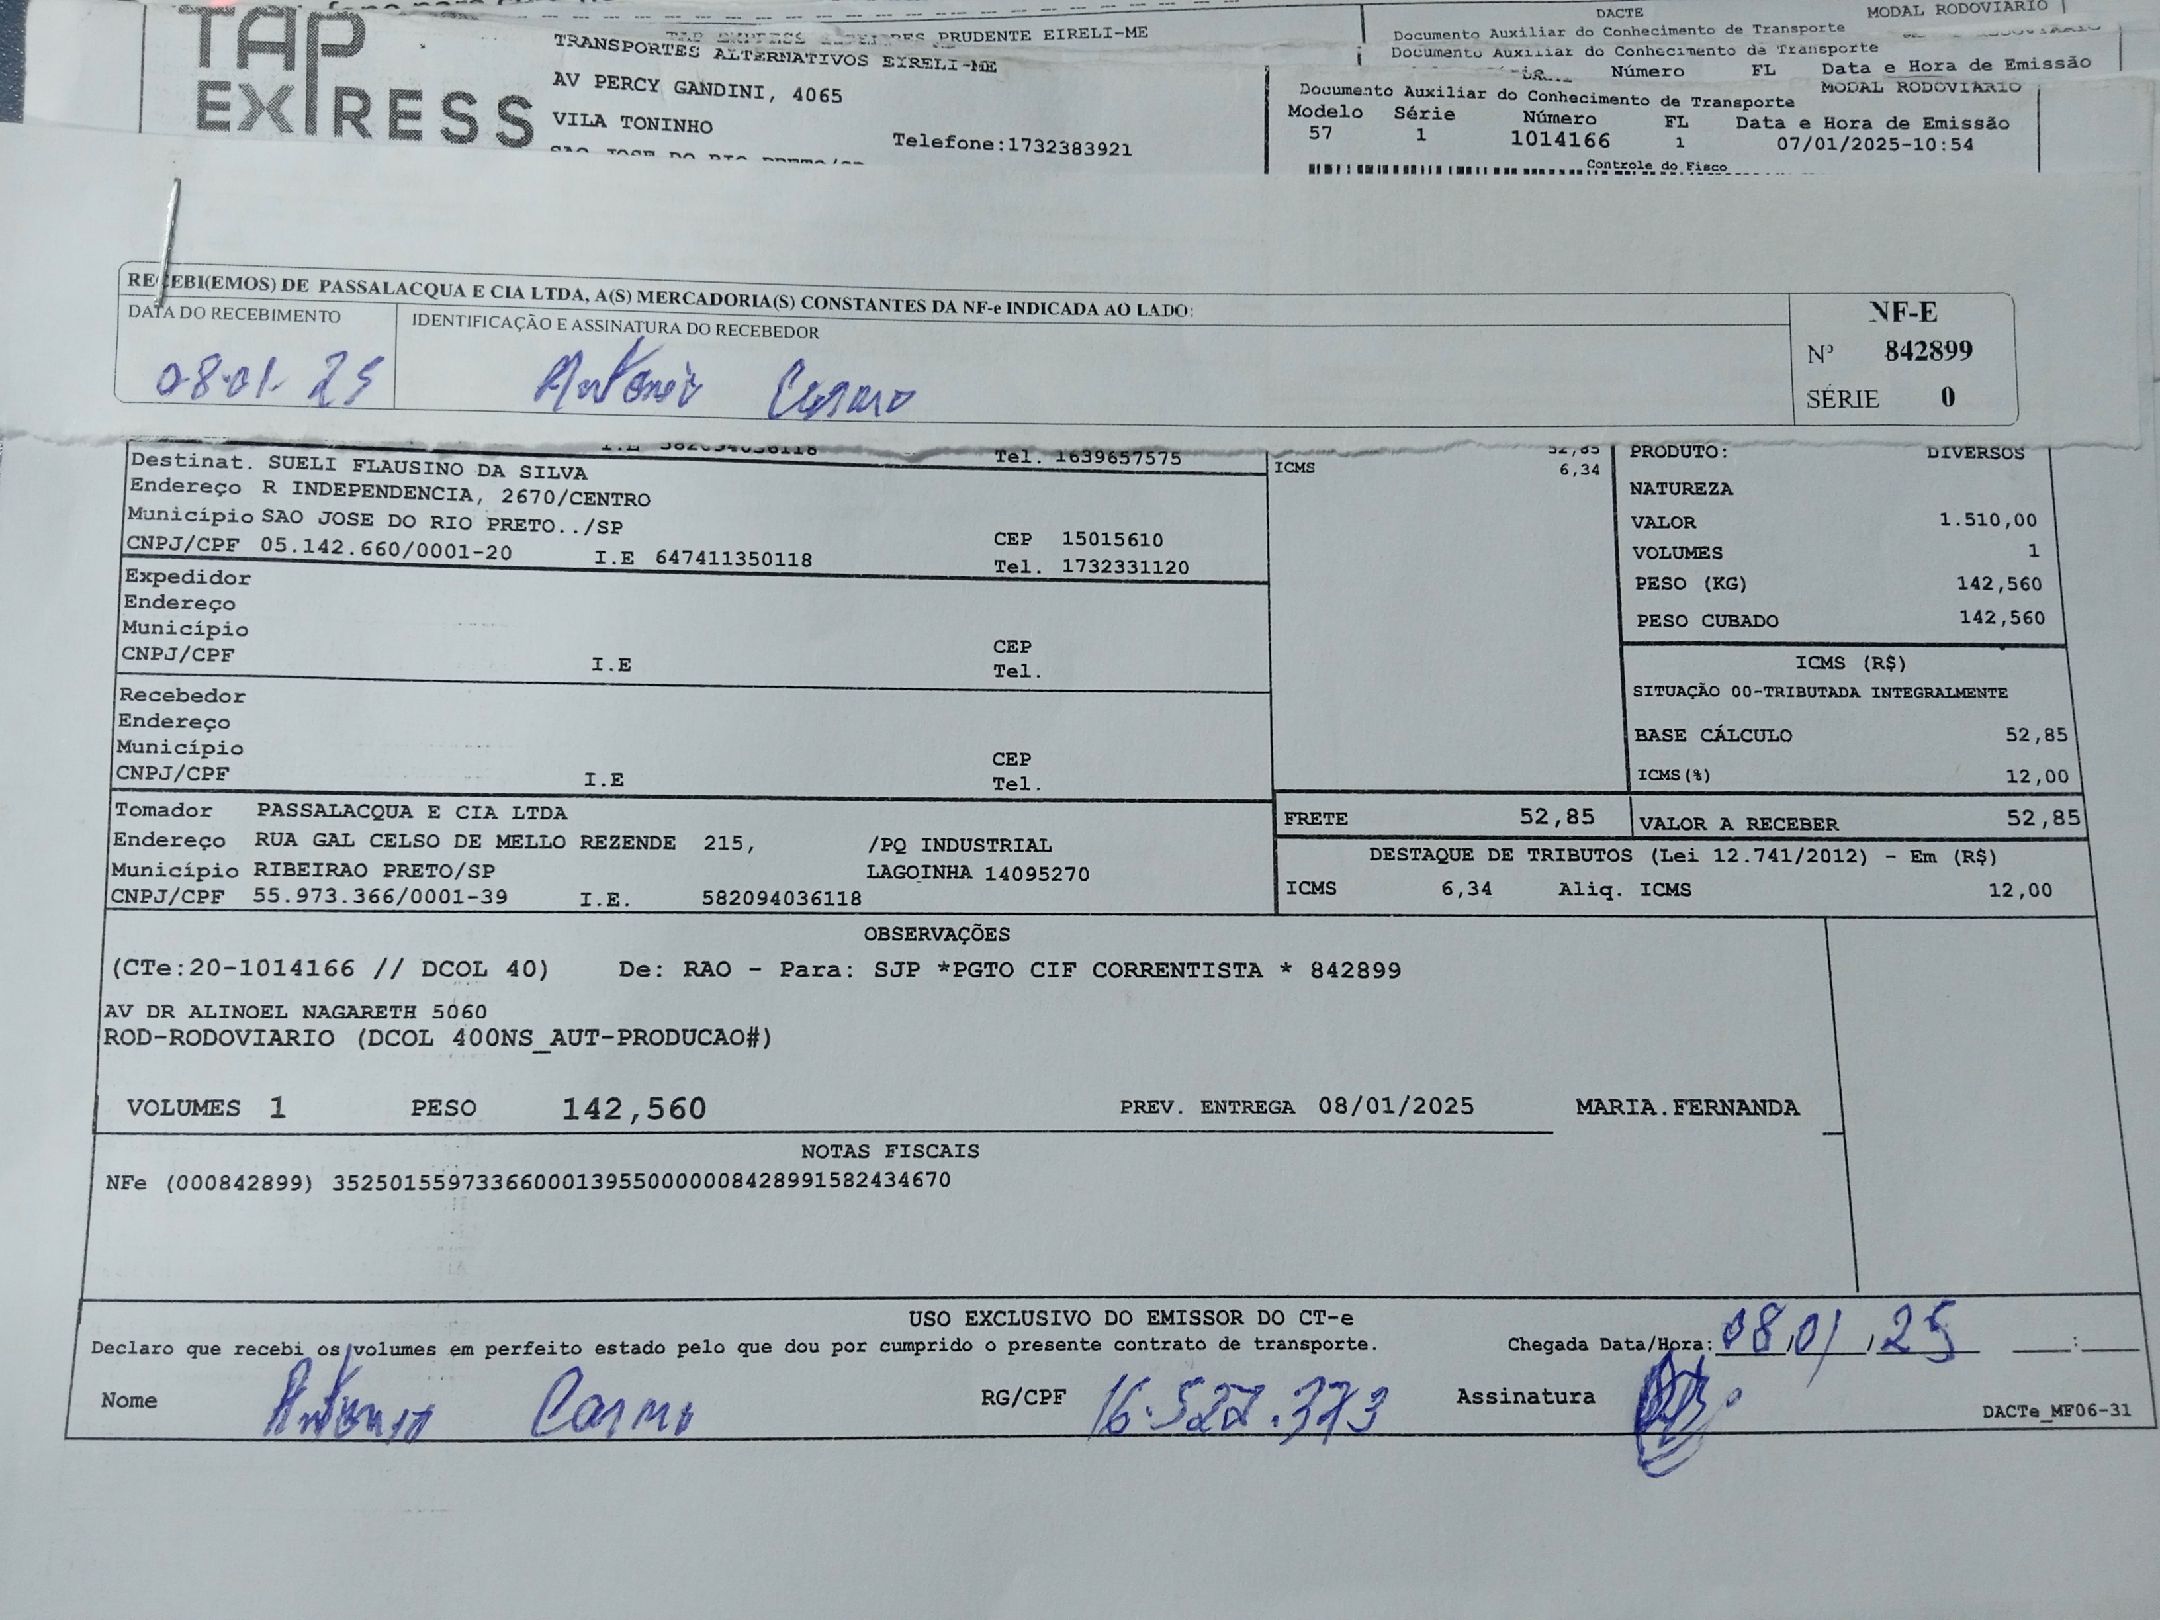 TAP EXPRESS
PRUDENTE EIRELI-ME
TRANSPORTES ALTERNATIVOS EIRELI-ME
AV PERCY GANDINI, 4065
VILA TONINHO
Telefone:1732383921
DACTE
MODAL RODOVIARIO
Documento Auxiliar do Conhecimento de Transporte
Documento Auxiliar do Conhecimento de Transporte
Número FL Data e Hora de Emissão
MODAL RODOVIARIO
Documento Auxiliar do Conhecimento de Transporte
Modelo Série Número FL Data e Hora de Emissão
57 1 1014166 1 07/01/2025-10:54
Controle do Fisco
RECEBI(EMOS) DE PASSALACQUA E CIA LTDA, A(S) MERCADORIA(S) CONSTANTES DA NF-e INDICADA AO LADO:
DATA DO RECEBIMENTO IDENTIFICAÇÃO E ASSINATURA DO RECEBEDOR
08.01.25 Antonio Carmo
NF-E
Nº 842899
SÉRIE 0
I.E 582094036118 Tel. 1639657575
Destinat. SUELI FLAUSINO DA SILVA
Endereço R INDEPENDENCIA, 2670/CENTRO
Município SAO JOSE DO RIO PRETO../SP CEP 15015610
CNPJ/CPF 05.142.660/0001-20 I.E 647411350118 Tel. 1732331120
Expedidor
Endereço
Município CEP
CNPJ/CPF I.E Tel.
Recebedor
Endereço
Município CEP
CNPJ/CPF I.E Tel.
Tomador PASSALACQUA E CIA LTDA
Endereço RUA GAL CELSO DE MELLO REZENDE 215, /PQ INDUSTRIAL
Município RIBEIRAO PRETO/SP LAGOINHA 14095270
CNPJ/CPF 55.973.366/0001-39 I.E. 582094036118
52,85
ICMS 6,34
PRODUTO: DIVERSOS
NATUREZA
VALOR 1.510,00
VOLUMES 1
PESO (KG) 142,560
PESO CUBADO 142,560
ICMS (R$)
SITUAÇÃO 00-TRIBUTADA INTEGRALMENTE
BASE CÁLCULO 52,85
ICMS(%) 12,00
FRETE 52,85 VALOR A RECEBER 52,85
DESTAQUE DE TRIBUTOS (Lei 12.741/2012) - Em (R$)
ICMS 6,34 Aliq. ICMS 12,00
OBSERVAÇÕES
(CTe:20-1014166 // DCOL 40) De: RAO - Para: SJP *PGTO CIF CORRENTISTA * 842899
AV DR ALINOEL NAGARETH 5060
ROD-RODOVIARIO (DCOL 400NS_AUT-PRODUCAO#)
VOLUMES 1 PESO 142,560 PREV. ENTREGA 08/01/2025 MARIA.FERNANDA
NOTAS FISCAIS
NFe (000842899) 35250155973366000139550000008428991582434670
USO EXCLUSIVO DO EMISSOR DO CT-e
Declaro que recebi os volumes em perfeito estado pelo que dou por cumprido o presente contrato de transporte. Chegada Data/Hora: 08/01/25 :
Nome Antonio Carmo RG/CPF 16.527.373 Assinatura
DACTe_MF06-31